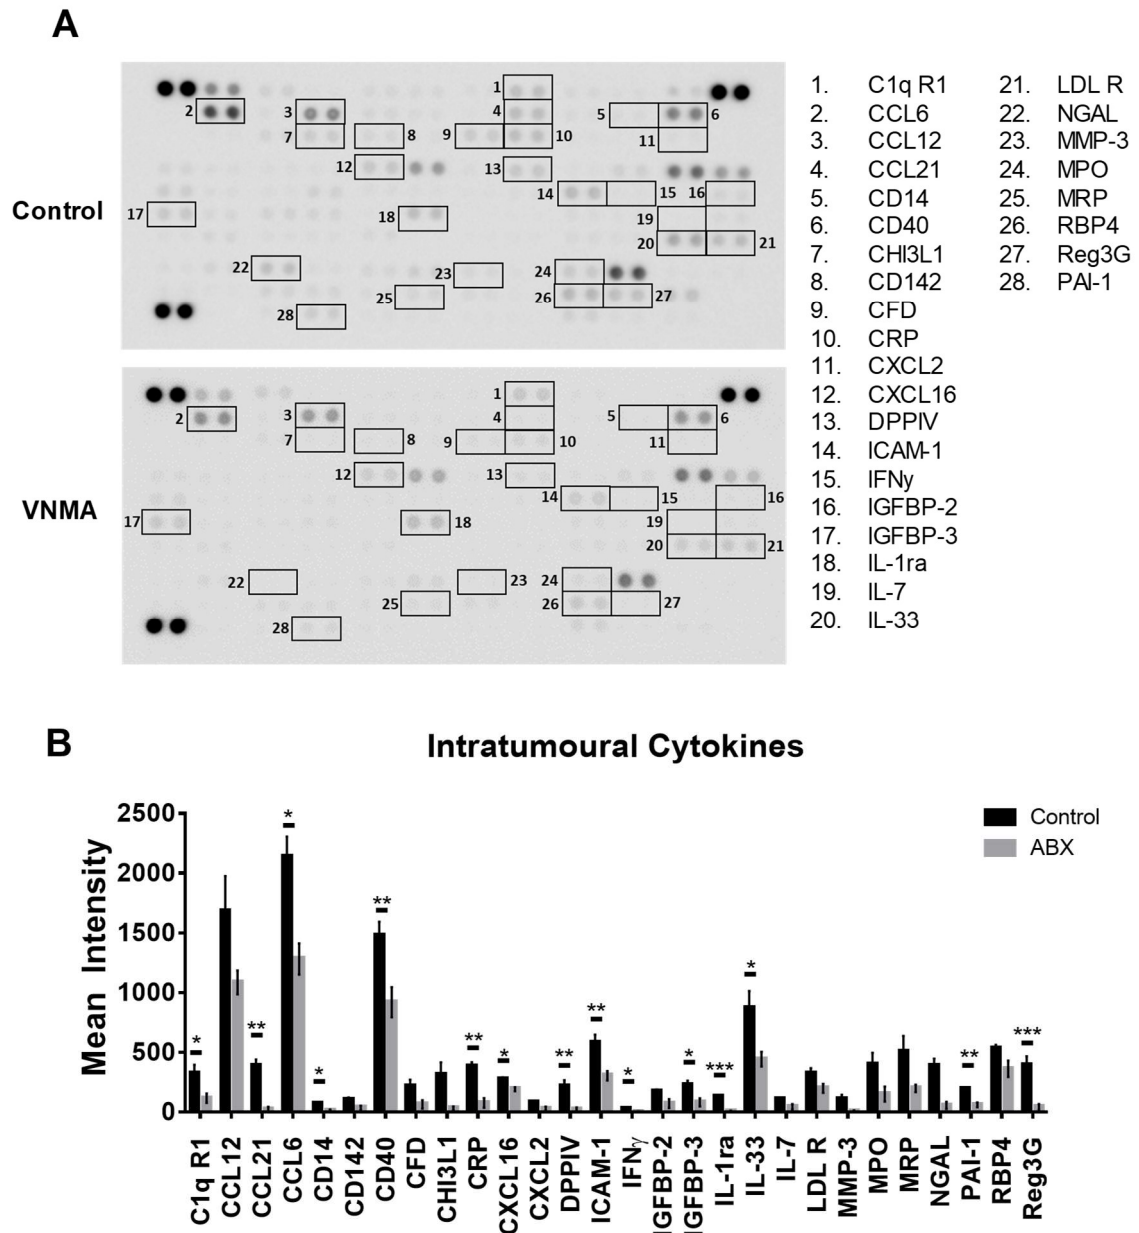 A
Control
1
2
3
4
5
6
7
8
9
10
11
12
13
14
15
16
17
18
19
20
21
22
23
24
25
26
27
28
VNMA
1
2
3
4
5
6
7
8
9
10
11
12
13
14
15
16
17
18
19
20
21
22
23
24
25
26
27
28
1. C1q R1
2. CCL6
3. CCL12
4. CCL21
5. CD14
6. CD40
7. CHI3L1
8. CD142
9. CFD
10. CRP
11. CXCL2
12. CXCL16
13. DPPIV
14. ICAM-1
15. IFNy
16. IGFBP-2
17. IGFBP-3
18. IL-1ra
19. IL-7
20. IL-33
21. LDL R
22. NGAL
23. MMP-3
24. MPO
25. MRP
26. RBP4
27. Reg3G
28. PAI-1
B
Intratumoural Cytokines
Control
ABX
Mean Intensity
2500
2000
1500
1000
500
0
*
**
*
*
**
**
*
**
**
*
*
***
*
**
***
C1q R1
CCL12
CCL21
CCL6
CD14
CD142
CD40
CFD
CHI3L1
CRP
CXCL16
CXCL2
DPPIV
ICAM-1
IFNγ
IGFBP-2
IGFBP-3
IL-1ra
IL-33
IL-7
LDL R
MMP-3
MPO
MRP
NGAL
PAI-1
RBP4
Reg3G